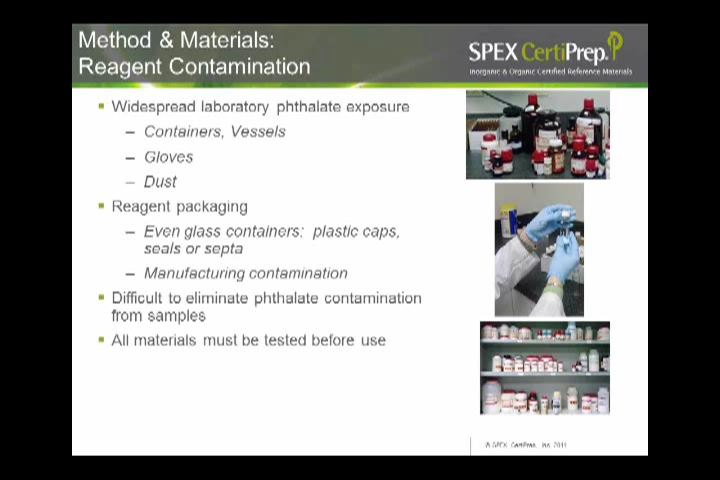 Method & Materials:
Reagent Contamination
SPEX CertiPrep.
Inorganic & Organic Certified Reference Materials
Widespread laboratory phthalate exposure
– Containers, Vessels
– Gloves
– Dust
Reagent packaging
– Even glass containers: plastic caps,
seals or septa
– Manufacturing contamination
Difficult to eliminate phthalate contamination
from samples
All materials must be tested before use
© SPEX CertiPrep, Inc. 2011